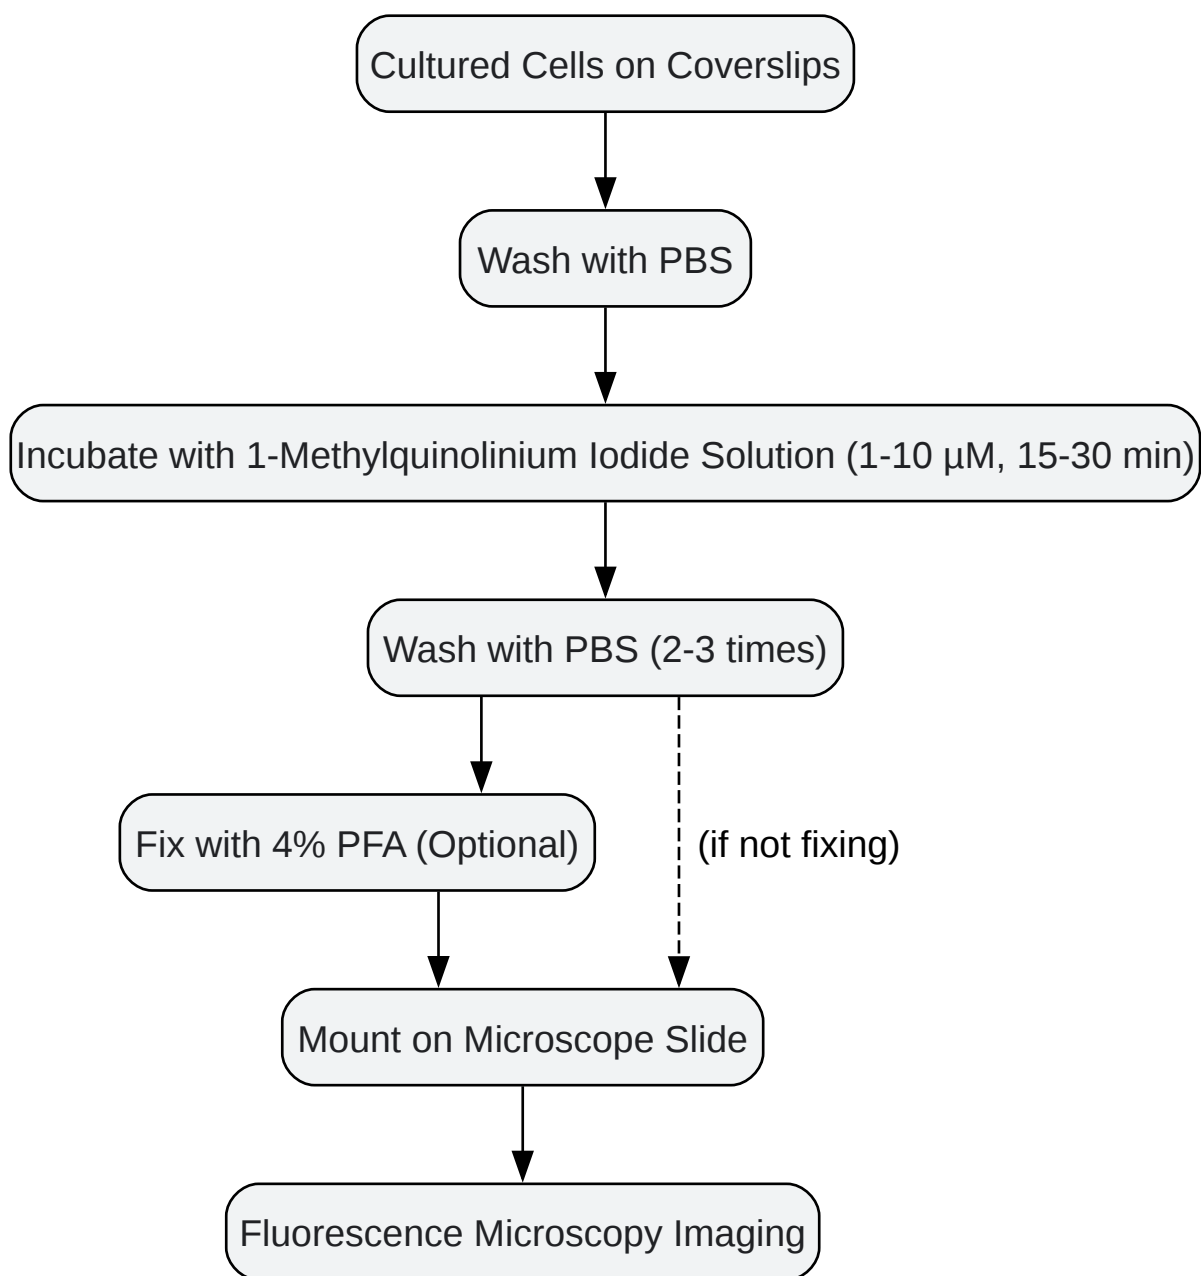 Cultured Cells on Coverslips
Wash with PBS
Incubate with 1-Methylquinolinium Iodide Solution (1-10 µM, 15-30 min)
Wash with PBS (2-3 times)
Fix with 4% PFA (Optional)
(if not fixing)
Mount on Microscope Slide
Fluorescence Microscopy Imaging